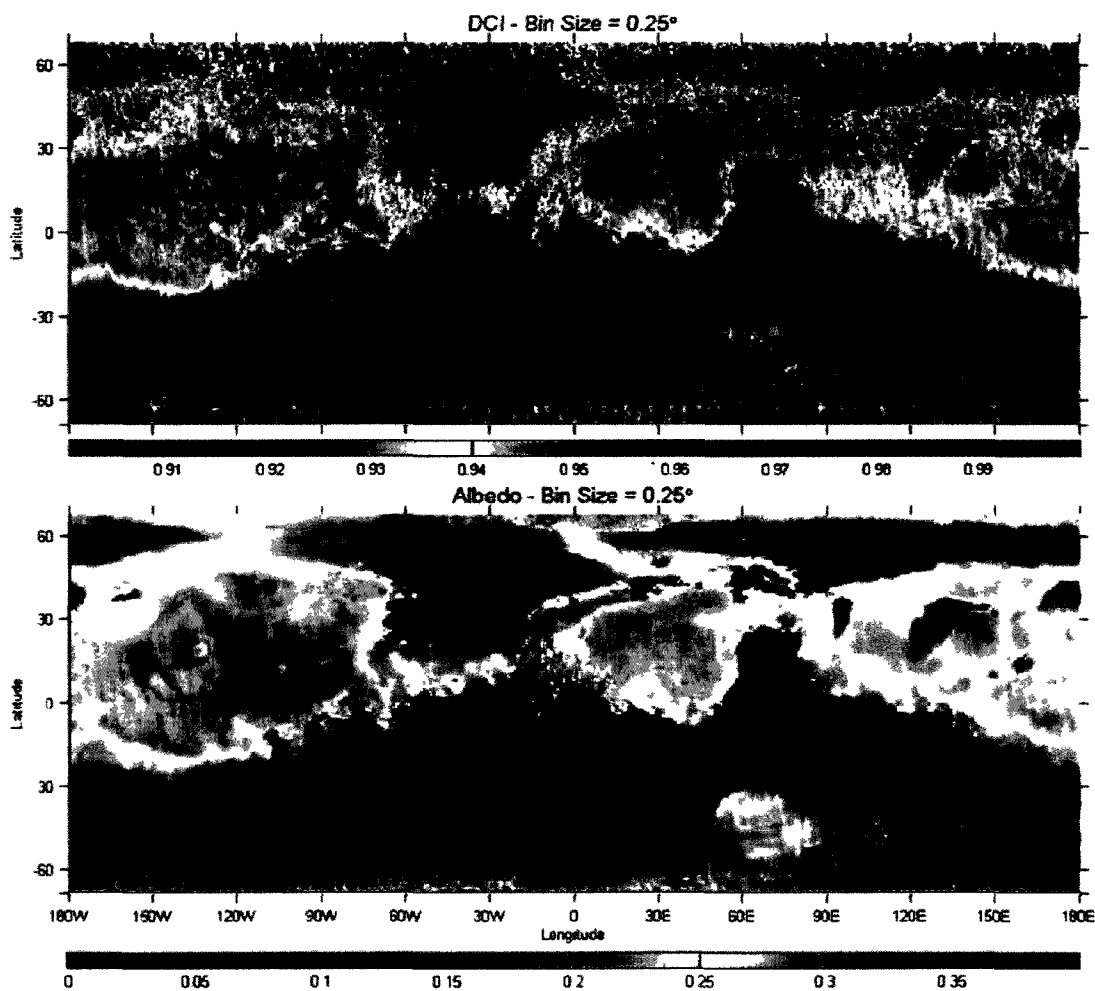 DCI - Bin Size = 0.25°
60
30
0
-30
-60
Latitude
0.91 0.92 0.93 0.94 0.95 0.96 0.97 0.98 0.99
Albedo - Bin Size = 0.25°
60
30
0
30
-60
Latitude
180W 150W 120W 90W 60W 30W 0 30E 60E 90E 120E 150E 180E
Longitude
0 0.05 0.1 0.15 0.2 0.25 0.3 0.35